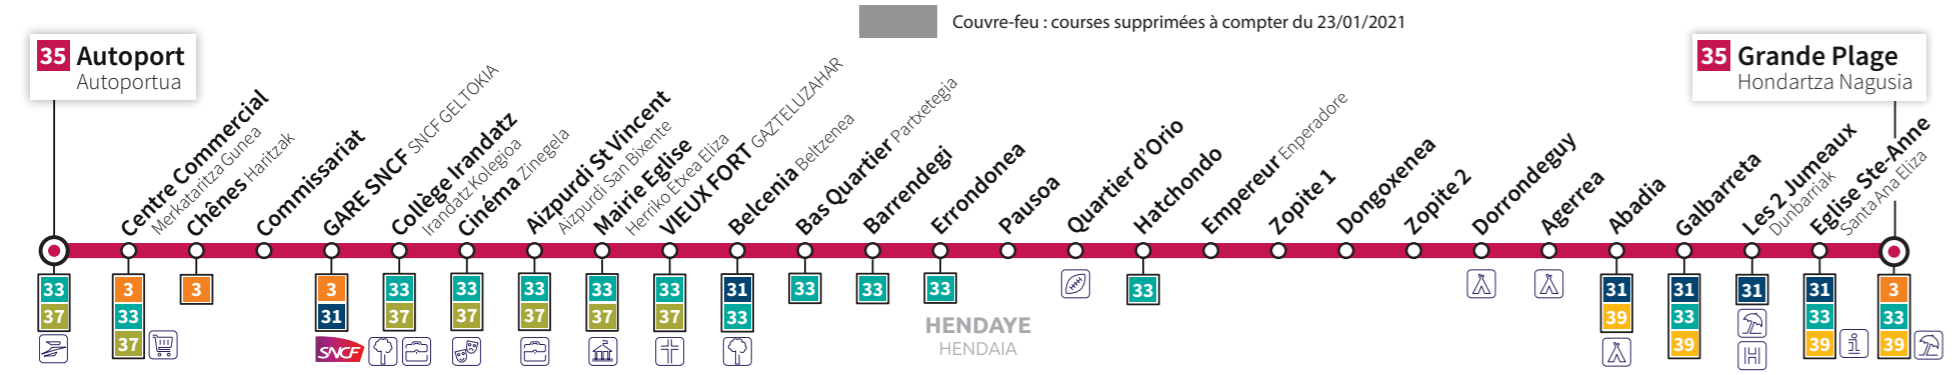 Couvre-feu : courses supprimées à compter du 23/01/2021
35 Autoport
Autoportua
35 Grande Plage
Hondartza Nagusia
Centre Commercial
Merkataritza Gunea
Chênes Haritzak
Commissariat
GARE SNCF SNCF GELTOKIA
Collège Irandatz
Irandatz Kolegioa
Cinéma Zinegela
Aizpurdi St Vincent
Aizpurdi San Bixente
Mairie Eglise
Herriko Etxea Eliza
VIEUX FORT GAZTELUZAHAR
Belcenia Beltzenea
Bas Quartier Partxetegia
Barrendegi
Errondonea
Pausoa
Quartier d'Orio
Hatchondo
Empereur Enperadore
Zopite 1
Dongoxenea
Zopite 2
Dorrondeguy
Agerrea
Abadia
Galbarreta
Les 2 Jumeaux
Dunbarriak
Eglise Ste-Anne
Santa Ana Eliza
33
37
3
33
37
3
3
31
SNCF
33
37
33
37
33
37
33
37
33
37
31
33
33
33
33
33
31
39
31
33
39
31
31
33
39
3
33
39
HENDAYE
HENDAIA